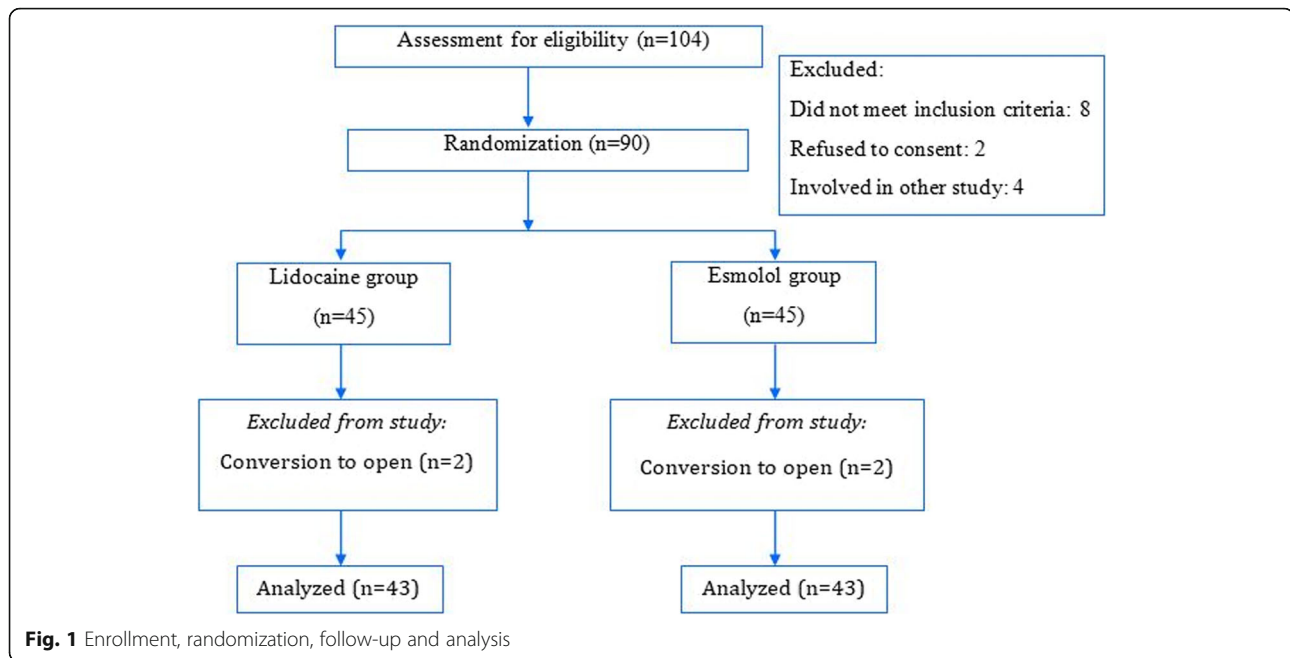 Assessment for eligibility (n=104)
Excluded:
Did not meet inclusion criteria: 8
Refused to consent: 2
Involved in other study: 4
Randomization (n=90)
Lidocaine group
(n=45)
Esmolol group
(n=45)
Excluded from study:
Conversion to open (n=2)
Excluded from study:
Conversion to open (n=2)
Analyzed (n=43)
Analyzed (n=43)
Fig. 1 Enrollment, randomization, follow-up and analysis